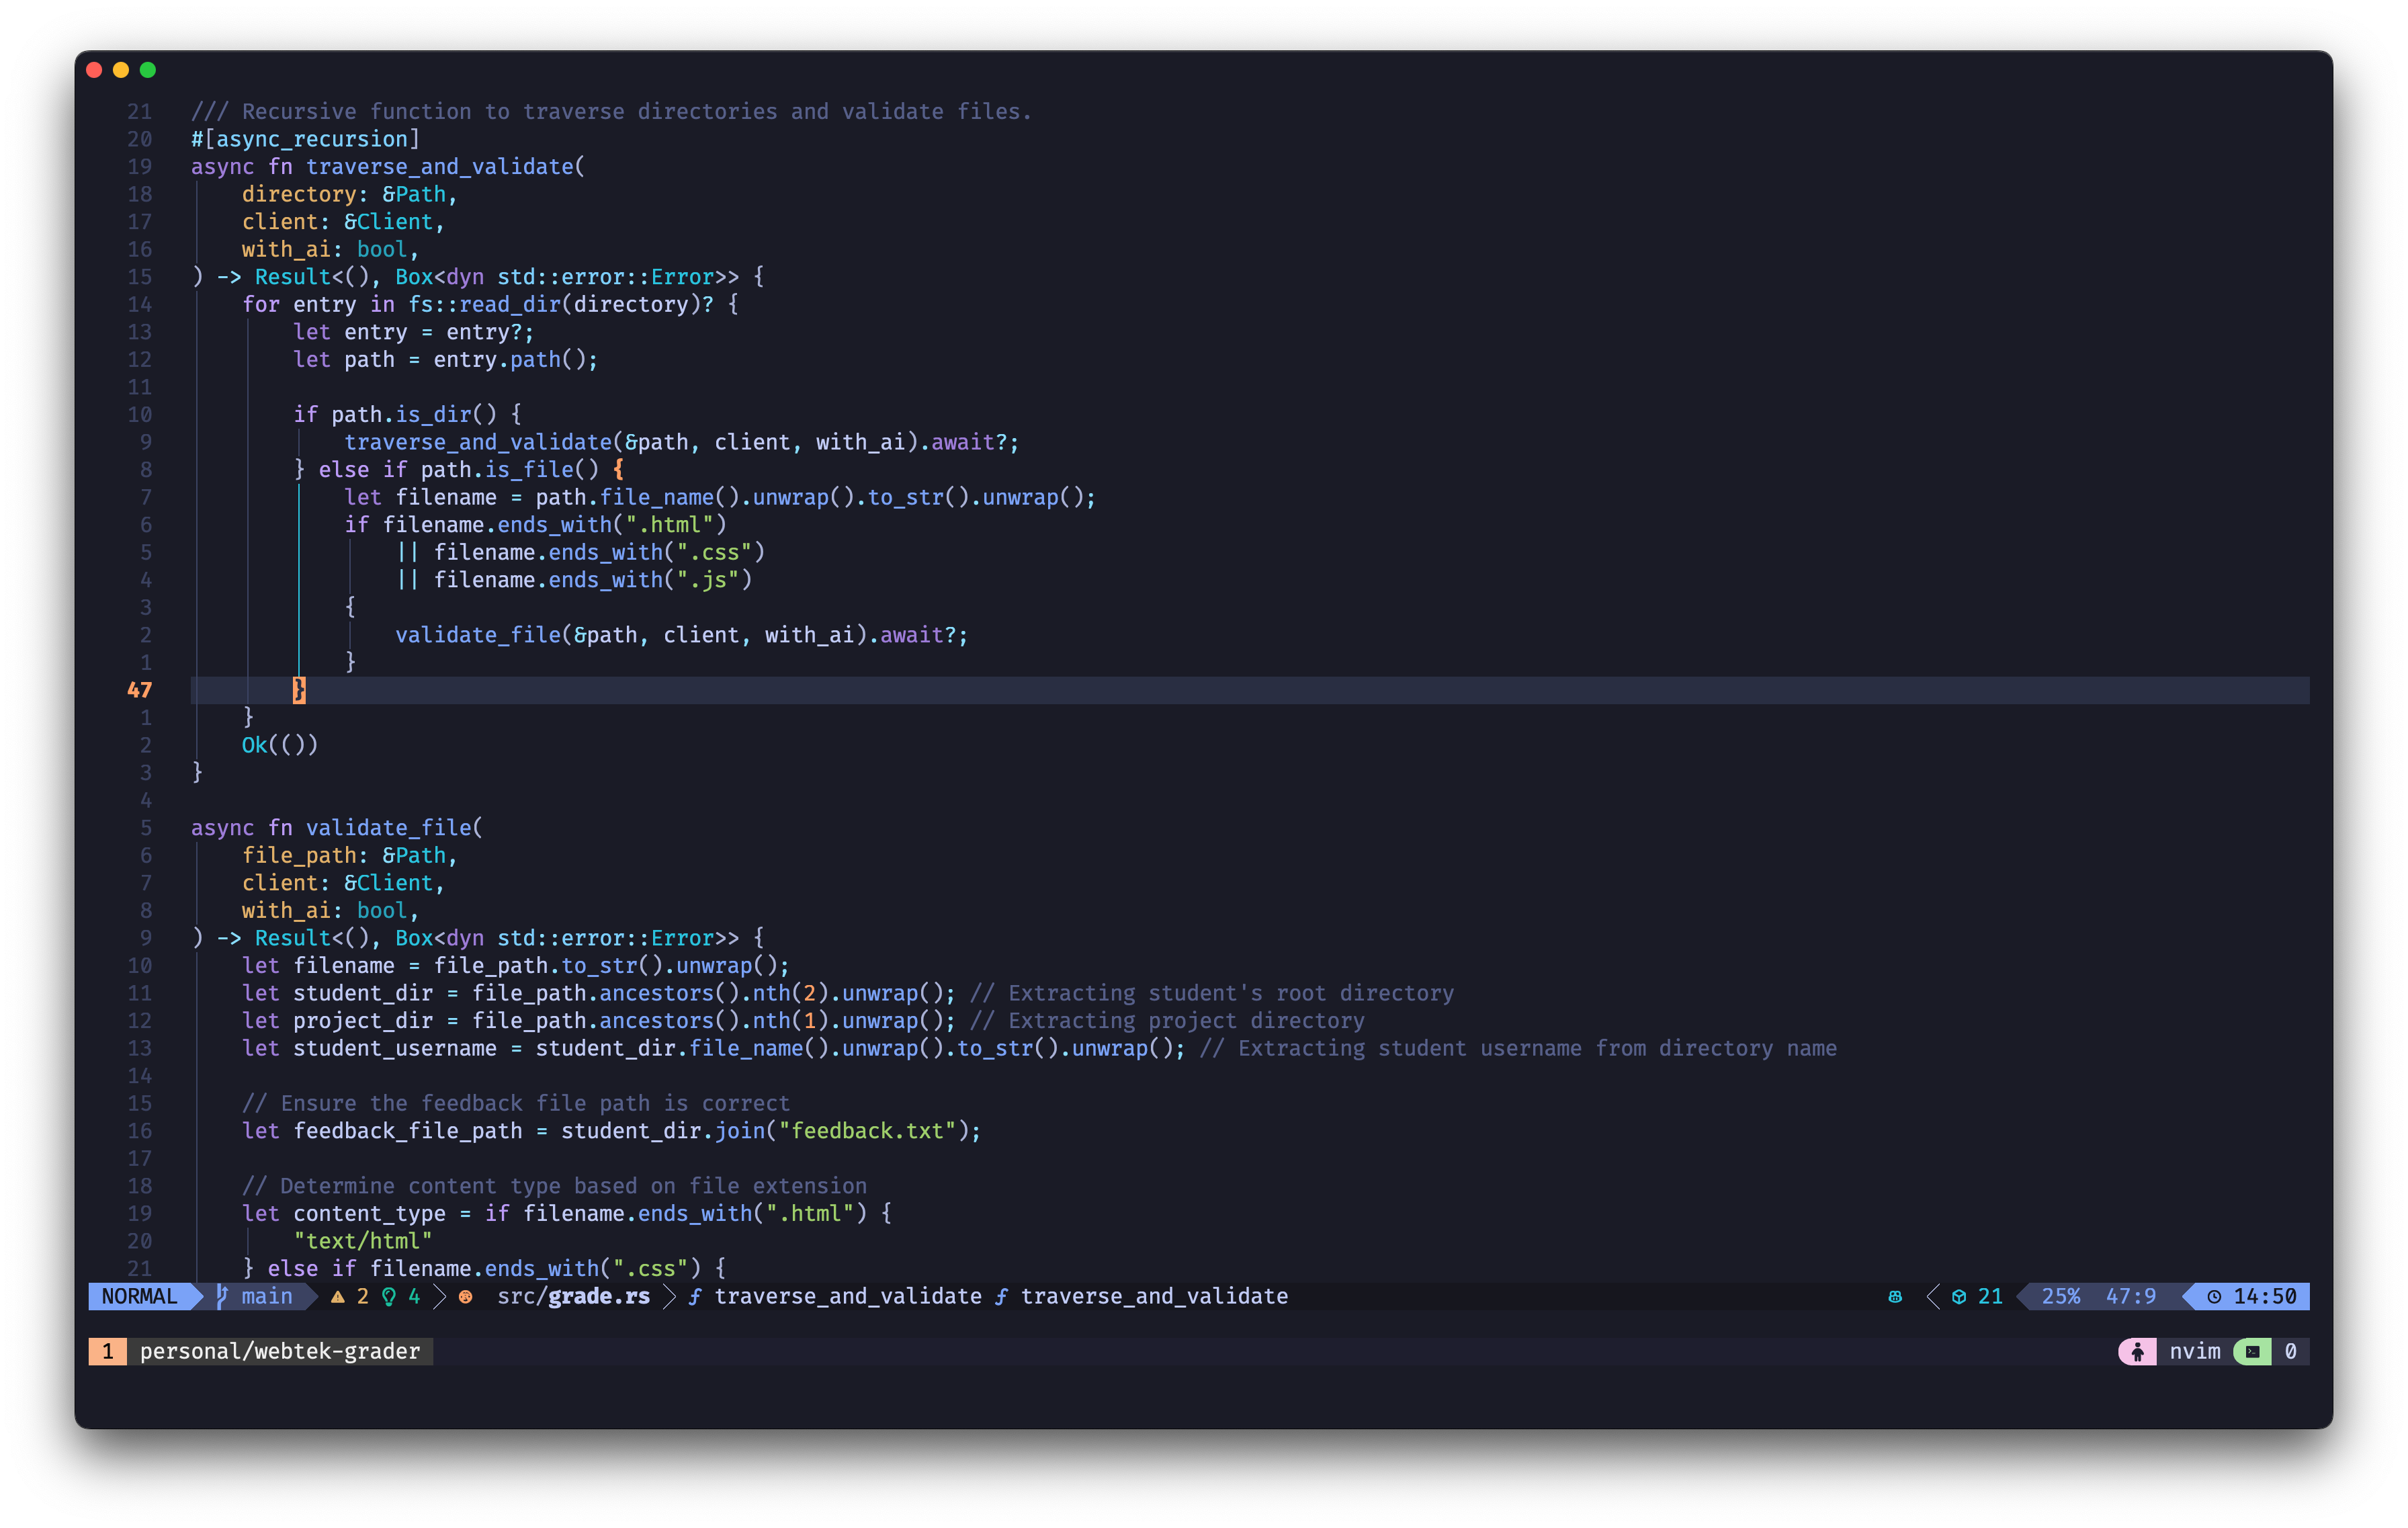 21 /// Recursive function to traverse directories and validate files.
20 #[async_recursion]
19 async fn traverse_and_validate(
18     directory: &Path,
17     client: &Client,
16     with_ai: bool,
15 ) -> Result<(), Box<dyn std::error::Error>> {
14     for entry in fs::read_dir(directory)? {
13         let entry = entry?;
12         let path = entry.path();
11
10         if path.is_dir() {
9             traverse_and_validate(&path, client, with_ai).await?;
8         } else if path.is_file() {
7             let filename = path.file_name().unwrap().to_str().unwrap();
6             if filename.ends_with(".html")
5                 || filename.ends_with(".css")
4                 || filename.ends_with(".js")
3             {
2                 validate_file(&path, client, with_ai).await?;
1             }
47         }
1     }
2     Ok(())
3 }
4
5 async fn validate_file(
6     file_path: &Path,
7     client: &Client,
8     with_ai: bool,
9 ) -> Result<(), Box<dyn std::error::Error>> {
10     let filename = file_path.to_str().unwrap();
11     let student_dir = file_path.ancestors().nth(2).unwrap(); // Extracting student's root directory
12     let project_dir = file_path.ancestors().nth(1).unwrap(); // Extracting project directory
13     let student_username = student_dir.file_name().unwrap().to_str().unwrap(); // Extracting student username from directory name
14
15     // Ensure the feedback file path is correct
16     let feedback_file_path = student_dir.join("feedback.txt");
17
18     // Determine content type based on file extension
19     let content_type = if filename.ends_with(".html") {
20         "text/html"
21     } else if filename.ends_with(".css") {
NORMAL main 2 4 src/grade.rs traverse_and_validate traverse_and_validate 21 25% 47:9 14:50
1 personal/webtek-grader nvim 0